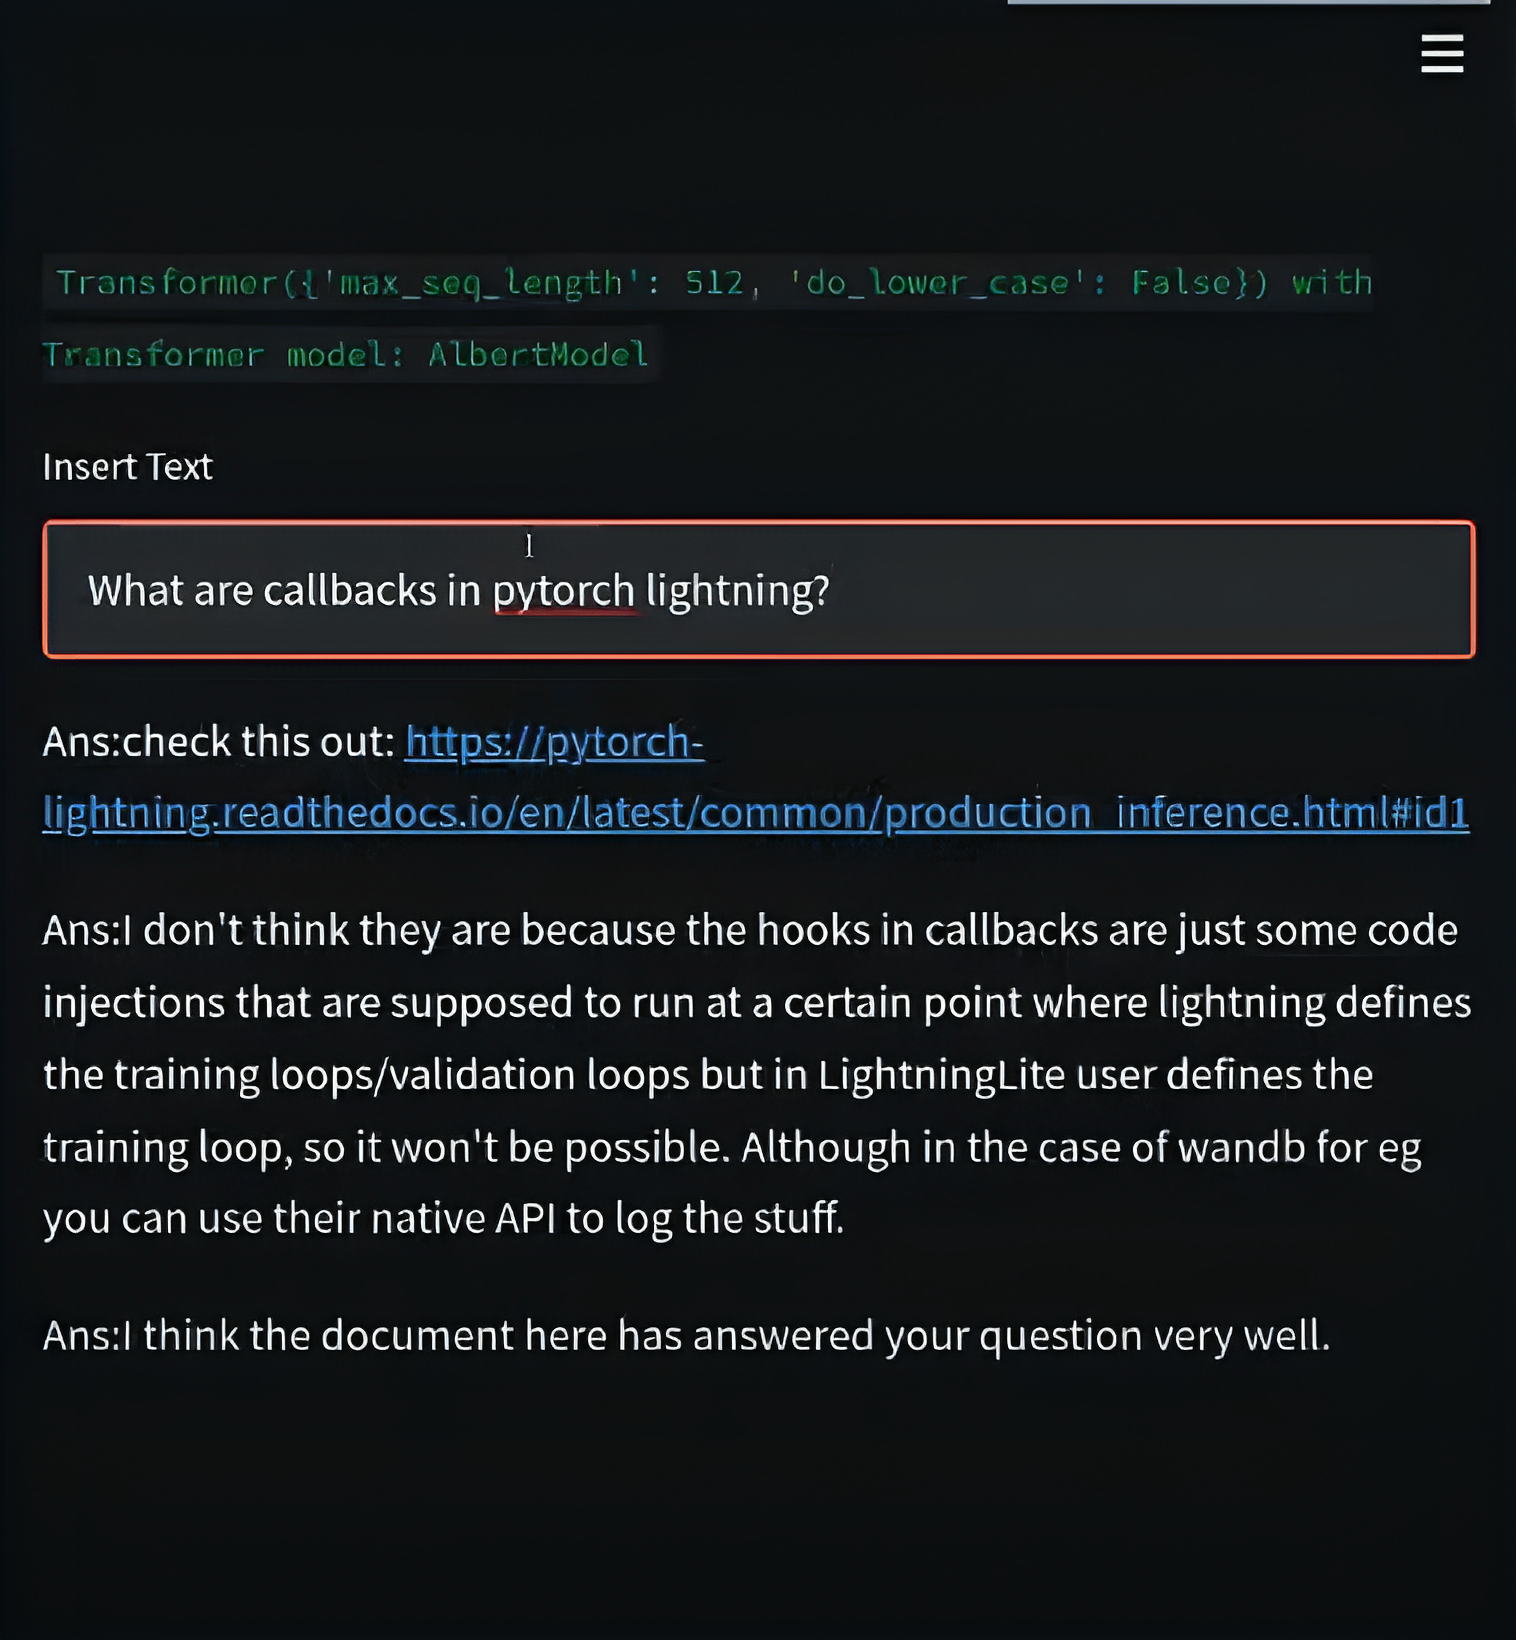 Transformer({'max_seq_length': 512, 'do_lower_case': False}) with
Transformer model: AlbertModel
Insert Text
What are callbacks in pytorch lightning?
Ans:check this out: https://pytorch-
lightning.readthedocs.io/en/latest/common/production_inference.html#id1
Ans:I don't think they are because the hooks in callbacks are just some code
injections that are supposed to run at a certain point where lightning defines
the training loops/validation loops but in LightningLite user defines the
training loop, so it won't be possible. Although in the case of wandb for eg
you can use their native API to log the stuff.
Ans:I think the document here has answered your question very well.